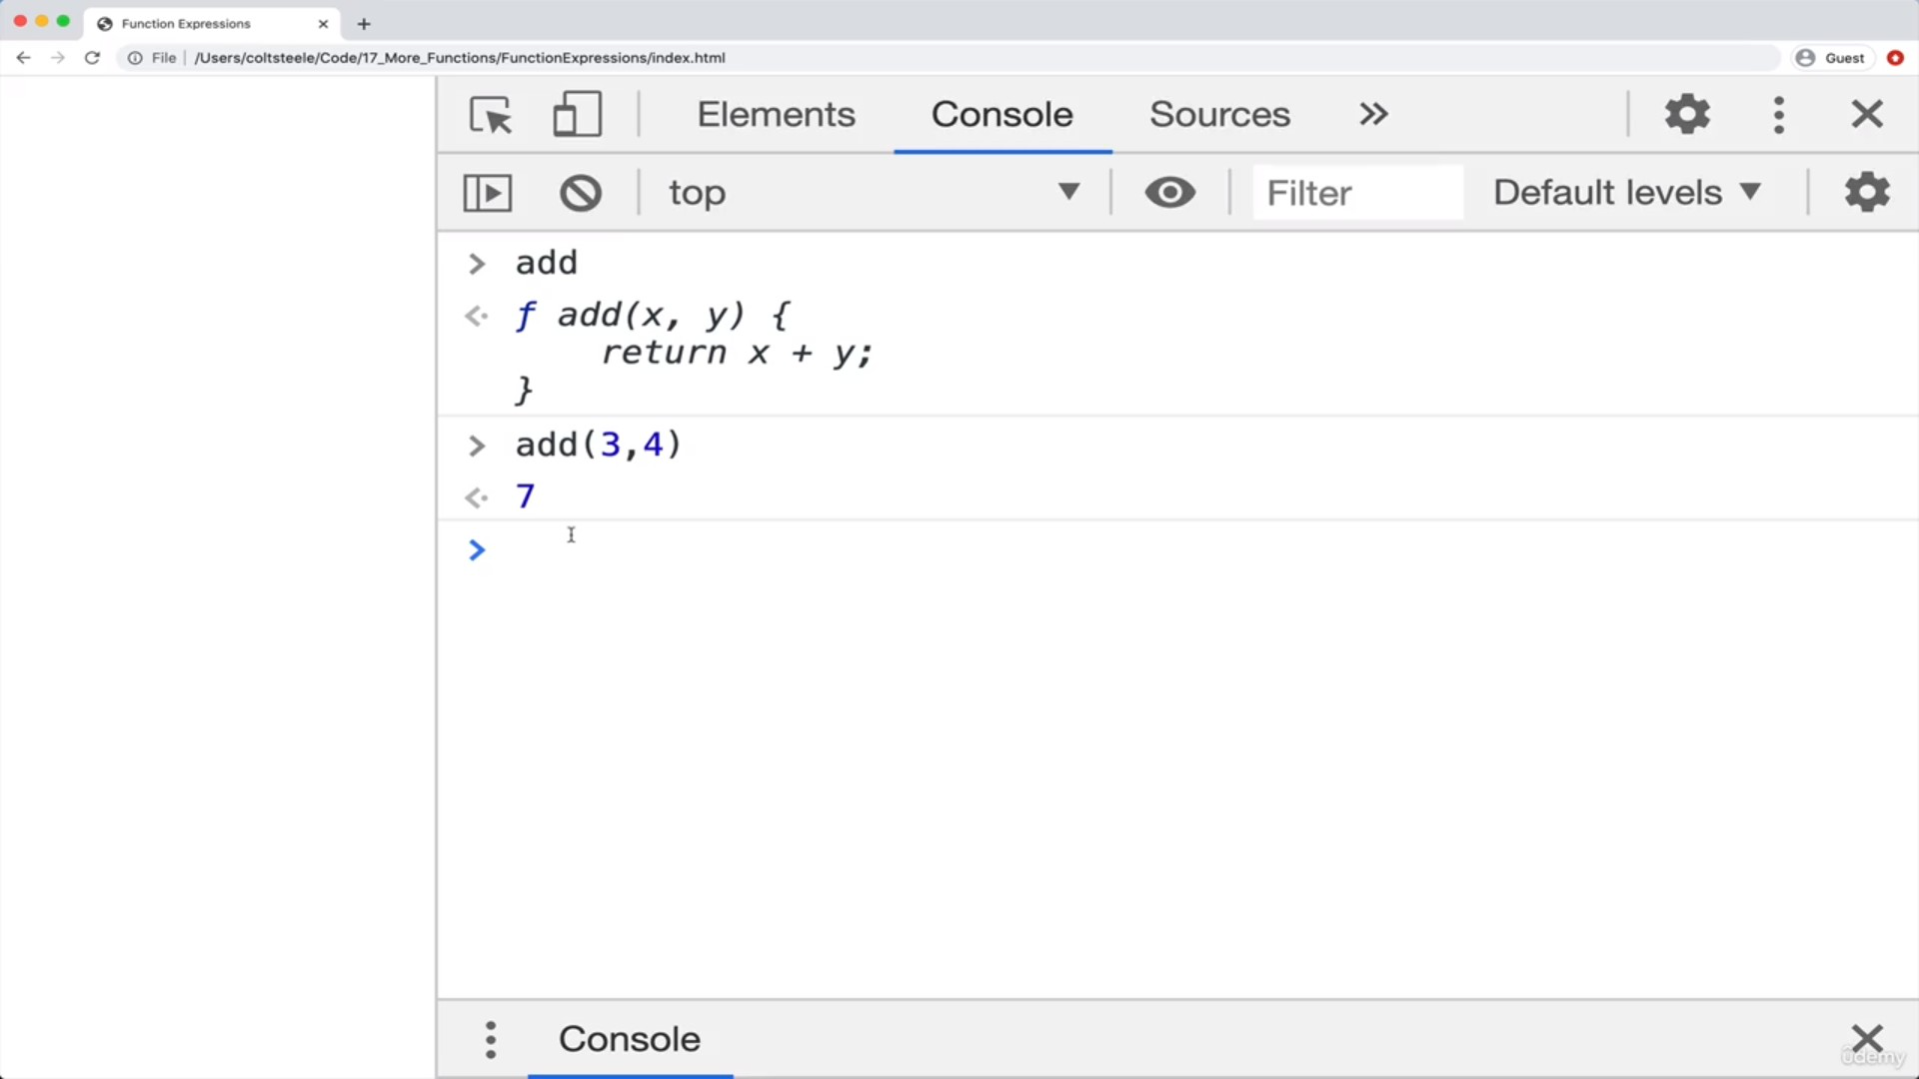 Function Expressions
File /Users/coltsteele/Code/17_More_Functions/FunctionExpressions/index.html Guest
Elements Console Sources
top Filter Default levels
> add
f add(x, y) {
return x + y;
}
> add(3,4)
7
>
Console
ûdemy